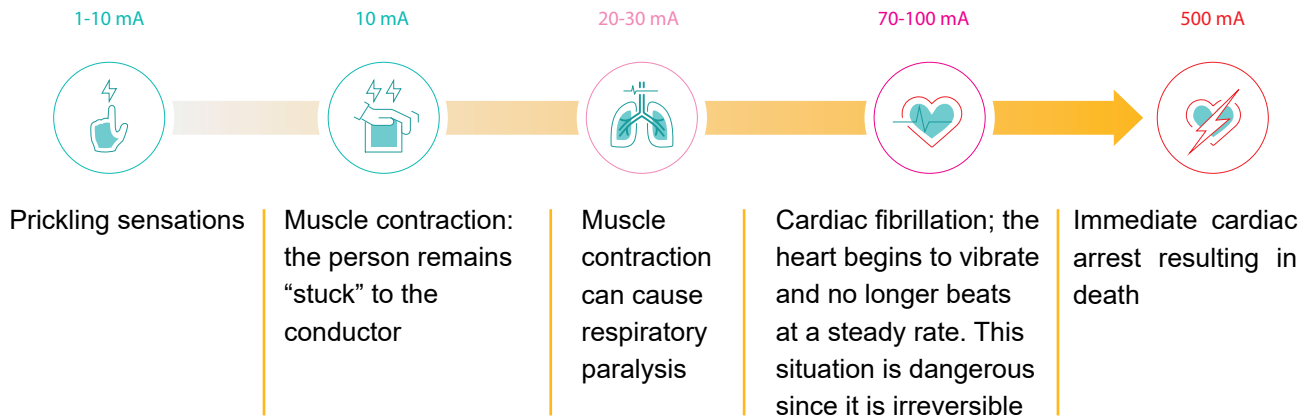 1-10 mA
10 mA
20-30 mA
70-100 mA
500 mA
Prickling sensations
Muscle contraction:
the person remains
“stuck” to the
conductor
Muscle
contraction
can cause
respiratory
paralysis
Cardiac fibrillation; the
heart begins to vibrate
and no longer beats
at a steady rate. This
situation is dangerous
since it is irreversible
Immediate cardiac
arrest resulting in
death